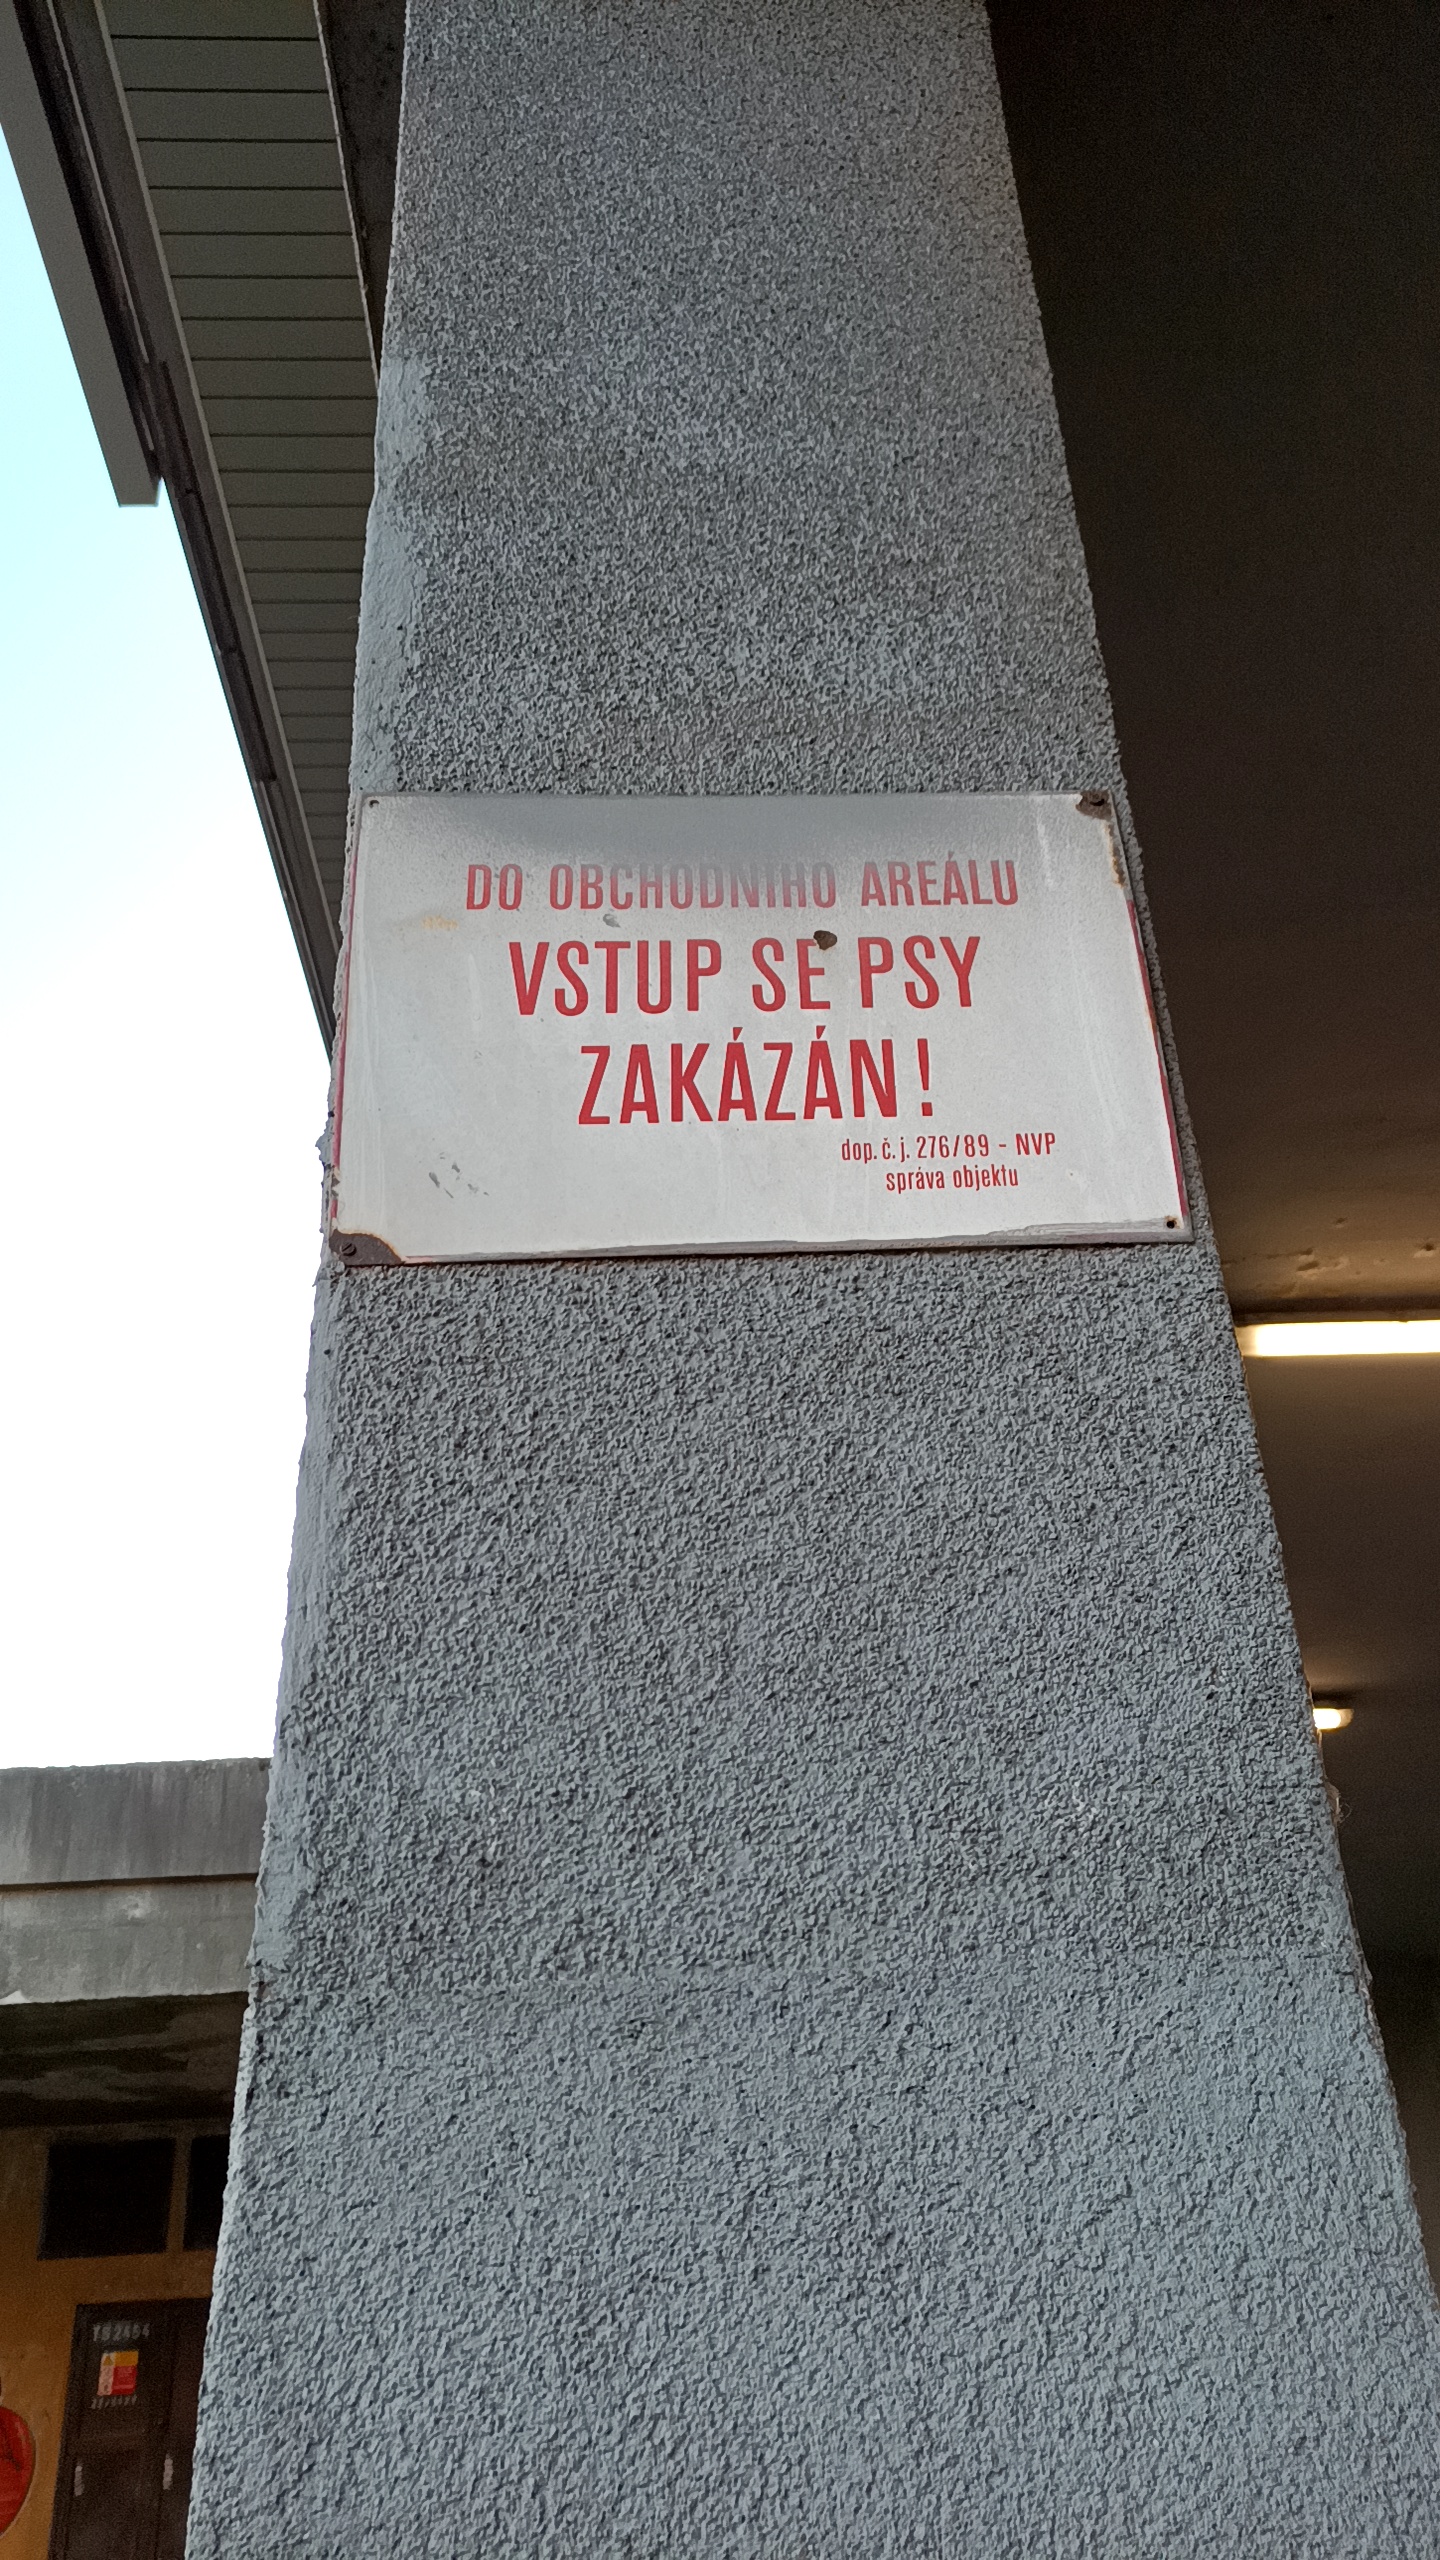 DO OBCHODNÍHO AREÁLU
VSTUP SE PSY
ZAKÁZÁN!
dop. č. j. 276/89 - NVP
správa objektu